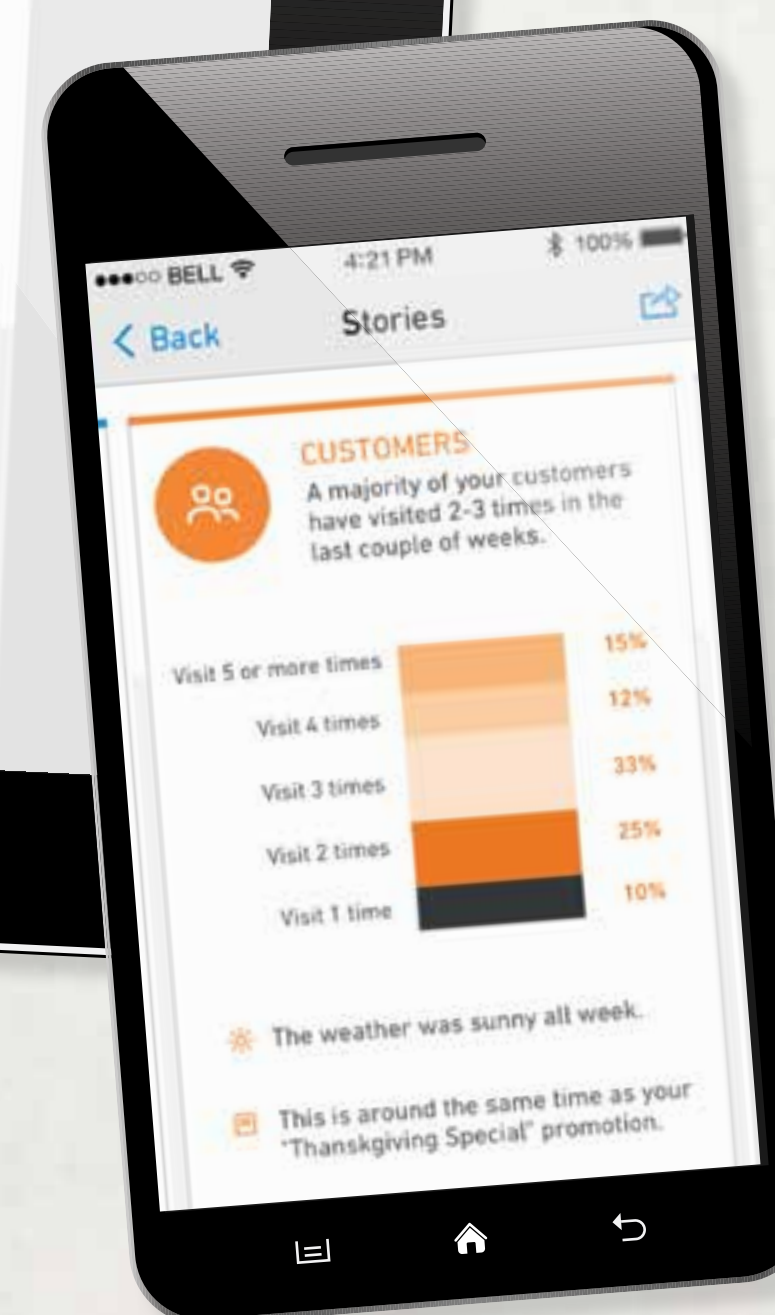 BELL 4:21 PM 100%
Back Stories
CUSTOMERS
A majority of your customers
have visited 2-3 times in the
last couple of weeks.
Visit 5 or more times 15%
Visit 4 times 12%
Visit 3 times 33%
Visit 2 times 25%
Visit 1 time 10%
The weather was sunny all week.
This is around the same time as your
"Thanskgiving Special" promotion.